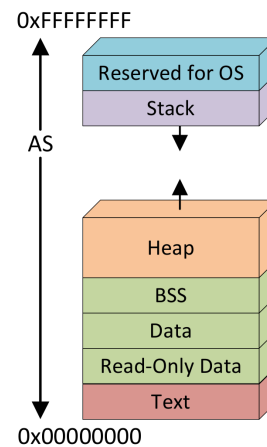 0xFFFFFFFF
Reserved for OS
Stack
AS
Heap
BSS
Data
Read-Only Data
Text
0x00000000